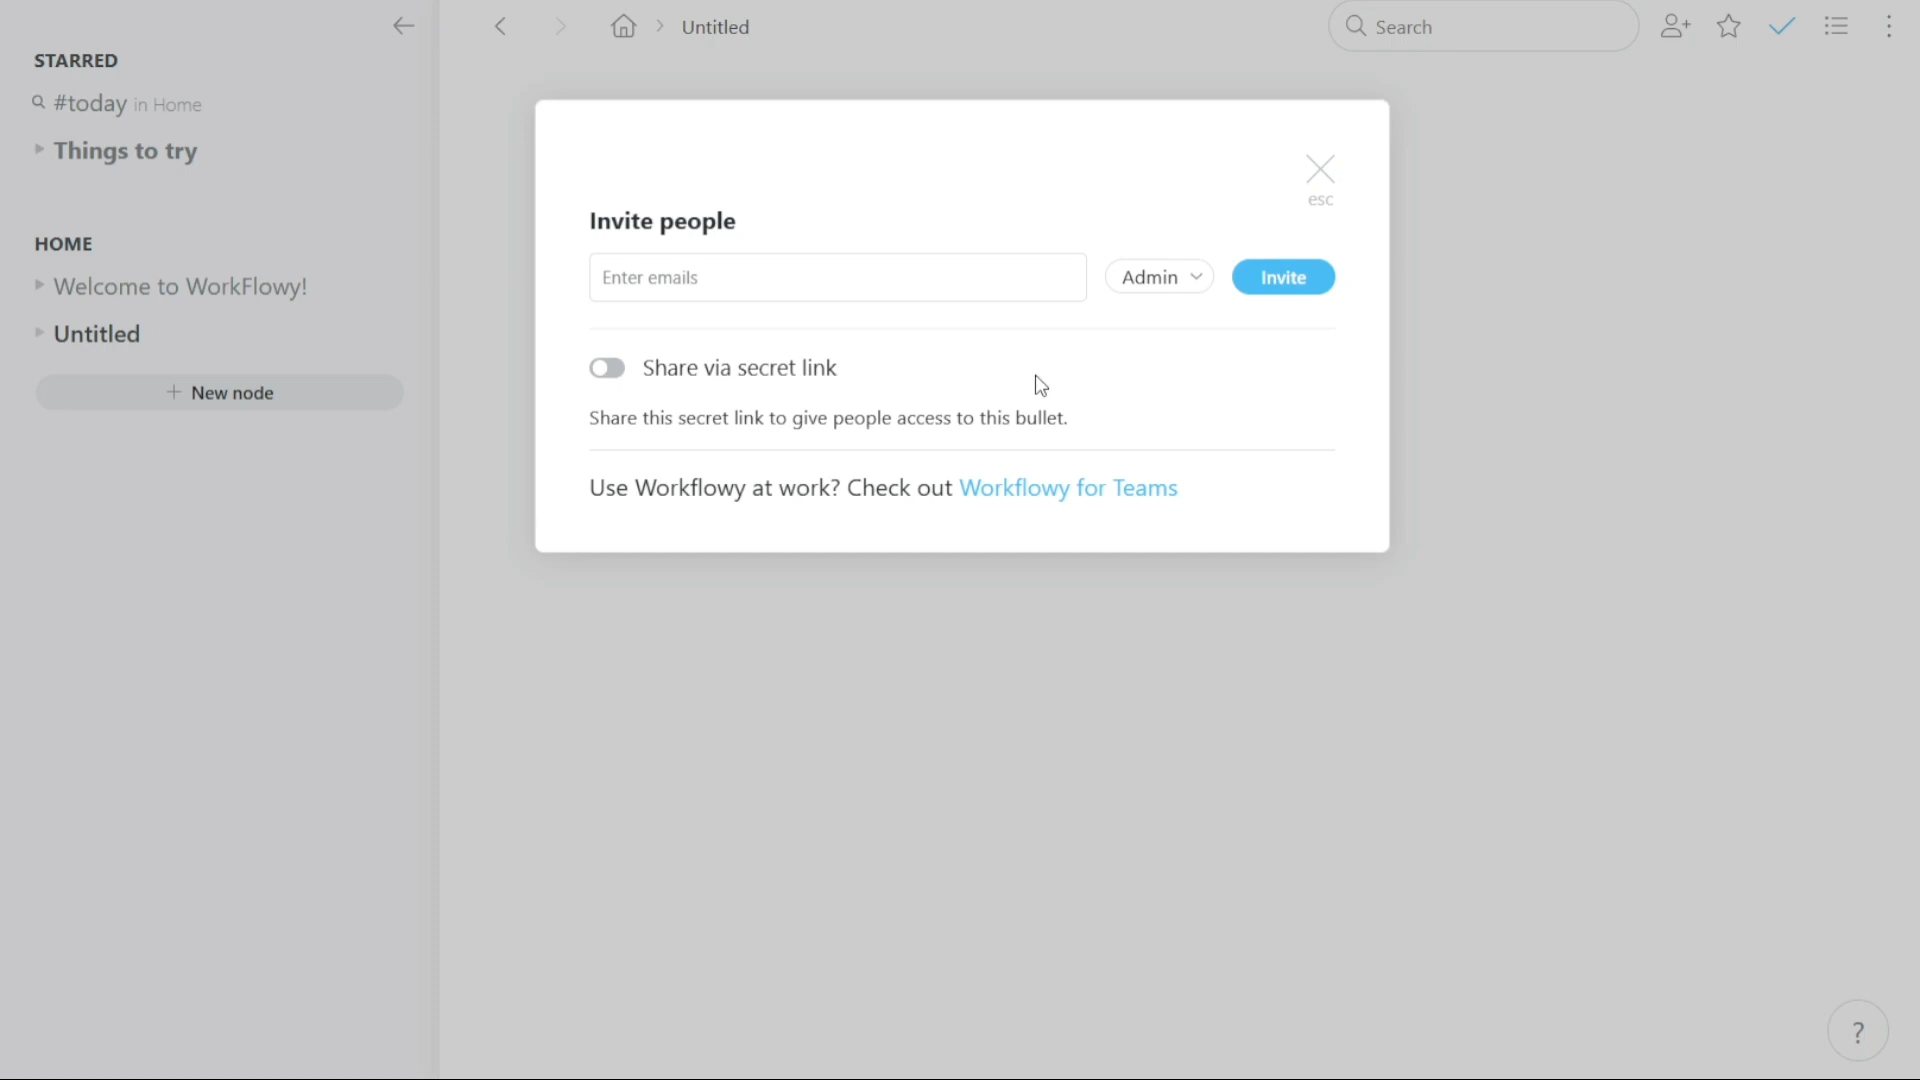 STARRED
#today in Home
Things to try
HOME
Welcome to WorkFlowy!
Untitled
+ New node
Untitled
Search
esc
Invite people
Enter emails
Admin
Invite
Share via secret link
Share this secret link to give people access to this bullet.
Use Workflowy at work? Check out Workflowy for Teams
?